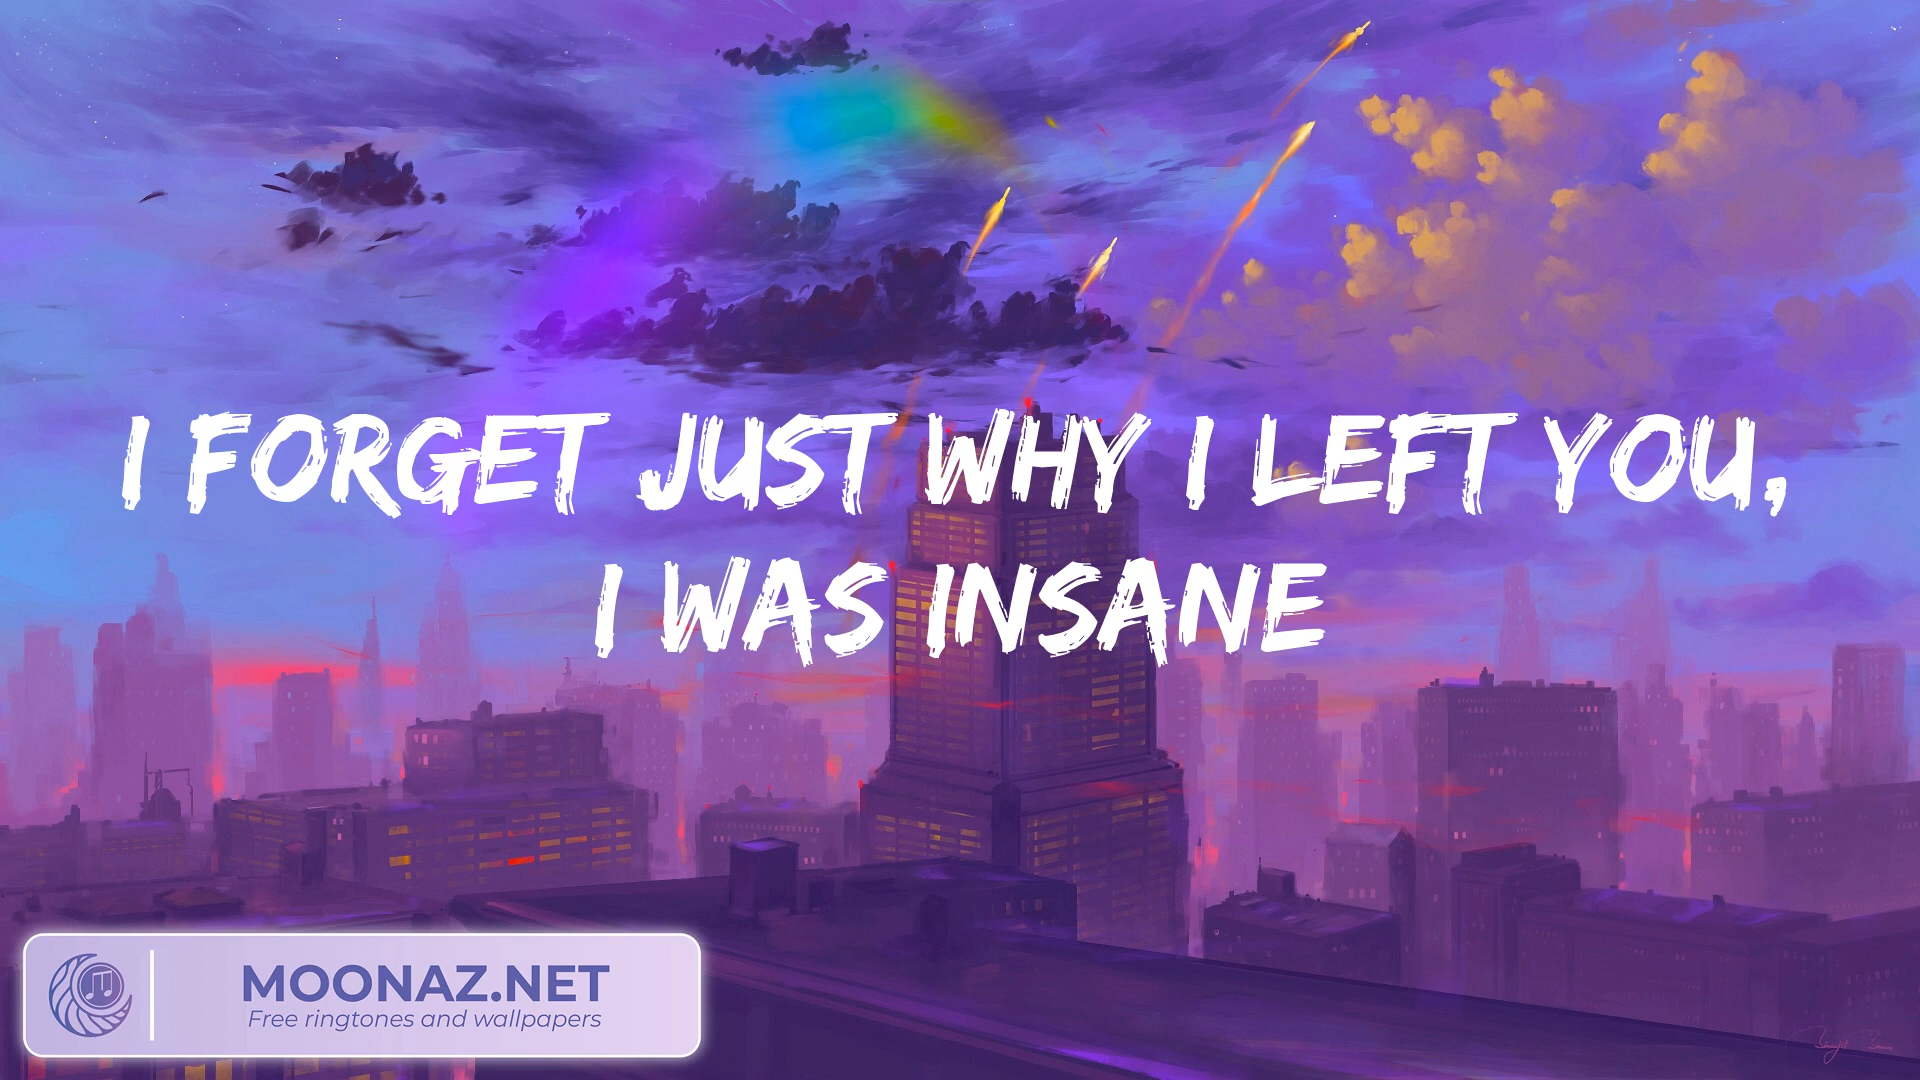 I FORGET JUST WHY I LEFT YOU,
I WAS INSANE
MOONAZ.NET
Free ringtones and wallpapers